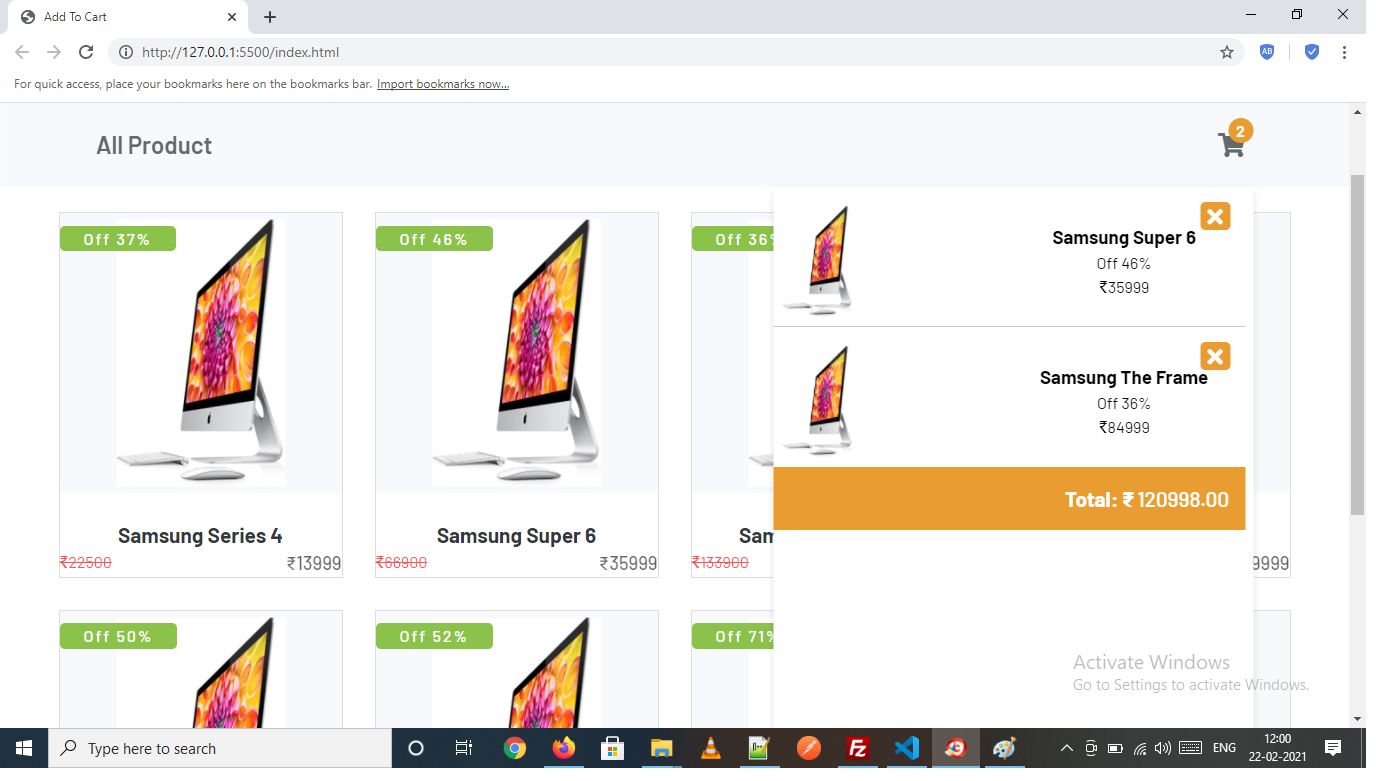 Add To Cart
http://127.0.0.1:5500/index.html
AB
For quick access, place your bookmarks here on the bookmarks bar. Import bookmarks now...
All Product
2
Off 37%
Off 46%
Off 36%
Samsung Super 6
Off 46%
₹35999
Samsung The Frame
Off 36%
₹84999
Total: ₹ 120998.00
Samsung Series 4
₹22500 ₹13999
Samsung Super 6
₹66900 ₹35999
Sam
₹133900
9999
Off 50%
Off 52%
Off 71%
Activate Windows
Go to Settings to activate Windows.
Type here to search
ENG
12:00
22-02-2021